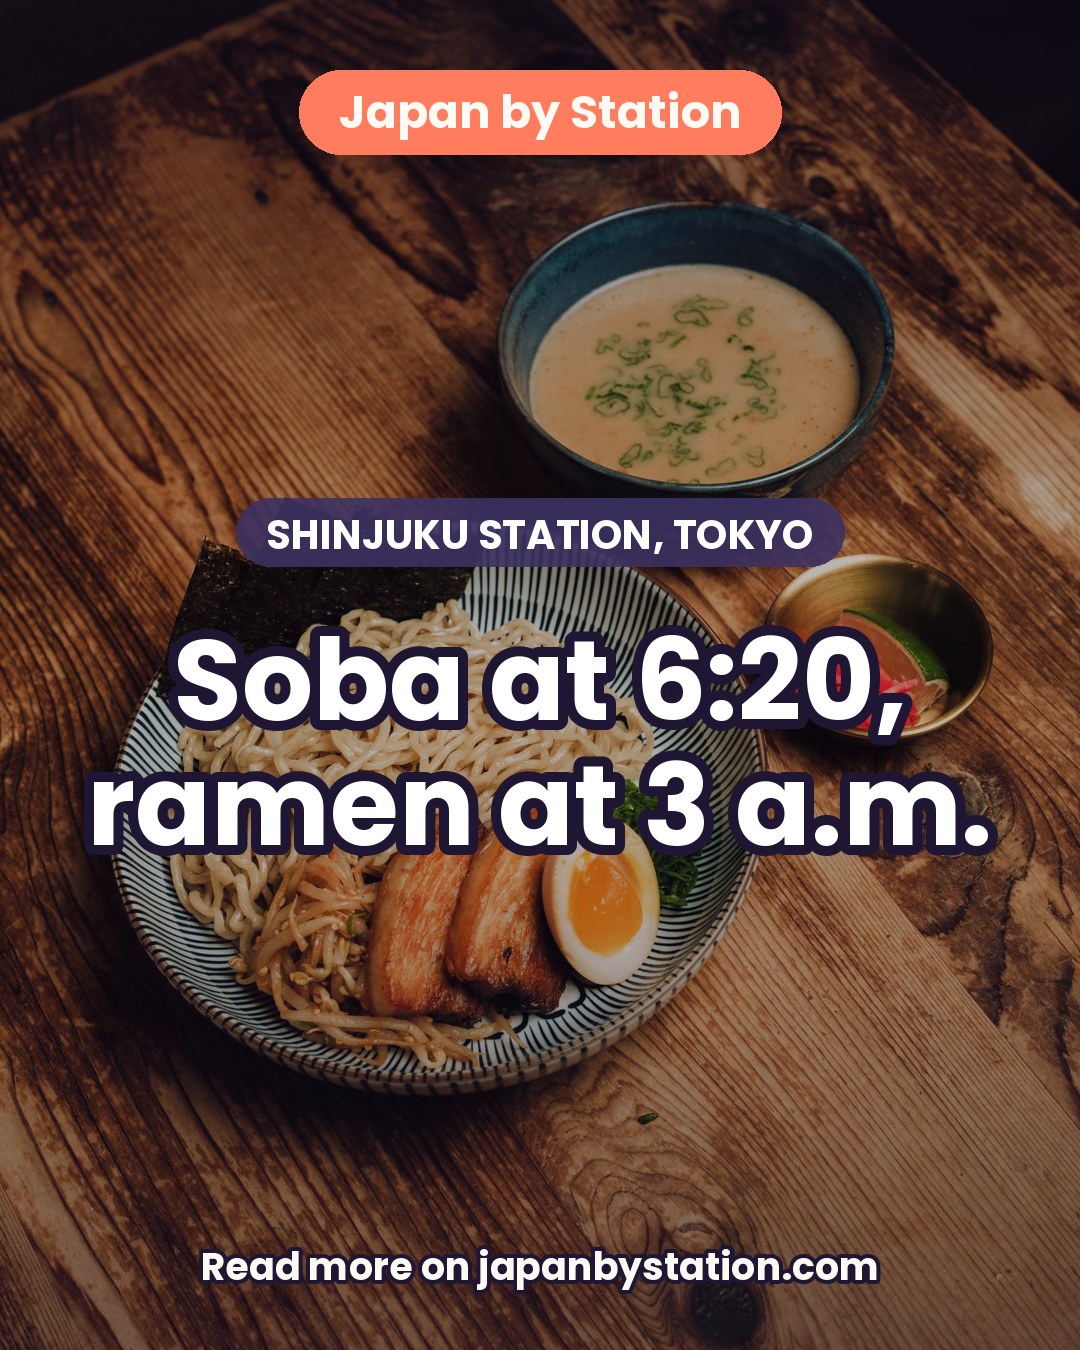 Japan by Station
SHINJUKU STATION, TOKYO
Soba at 6:20,
ramen at 3 a.m.
Read more on japanbystation.com